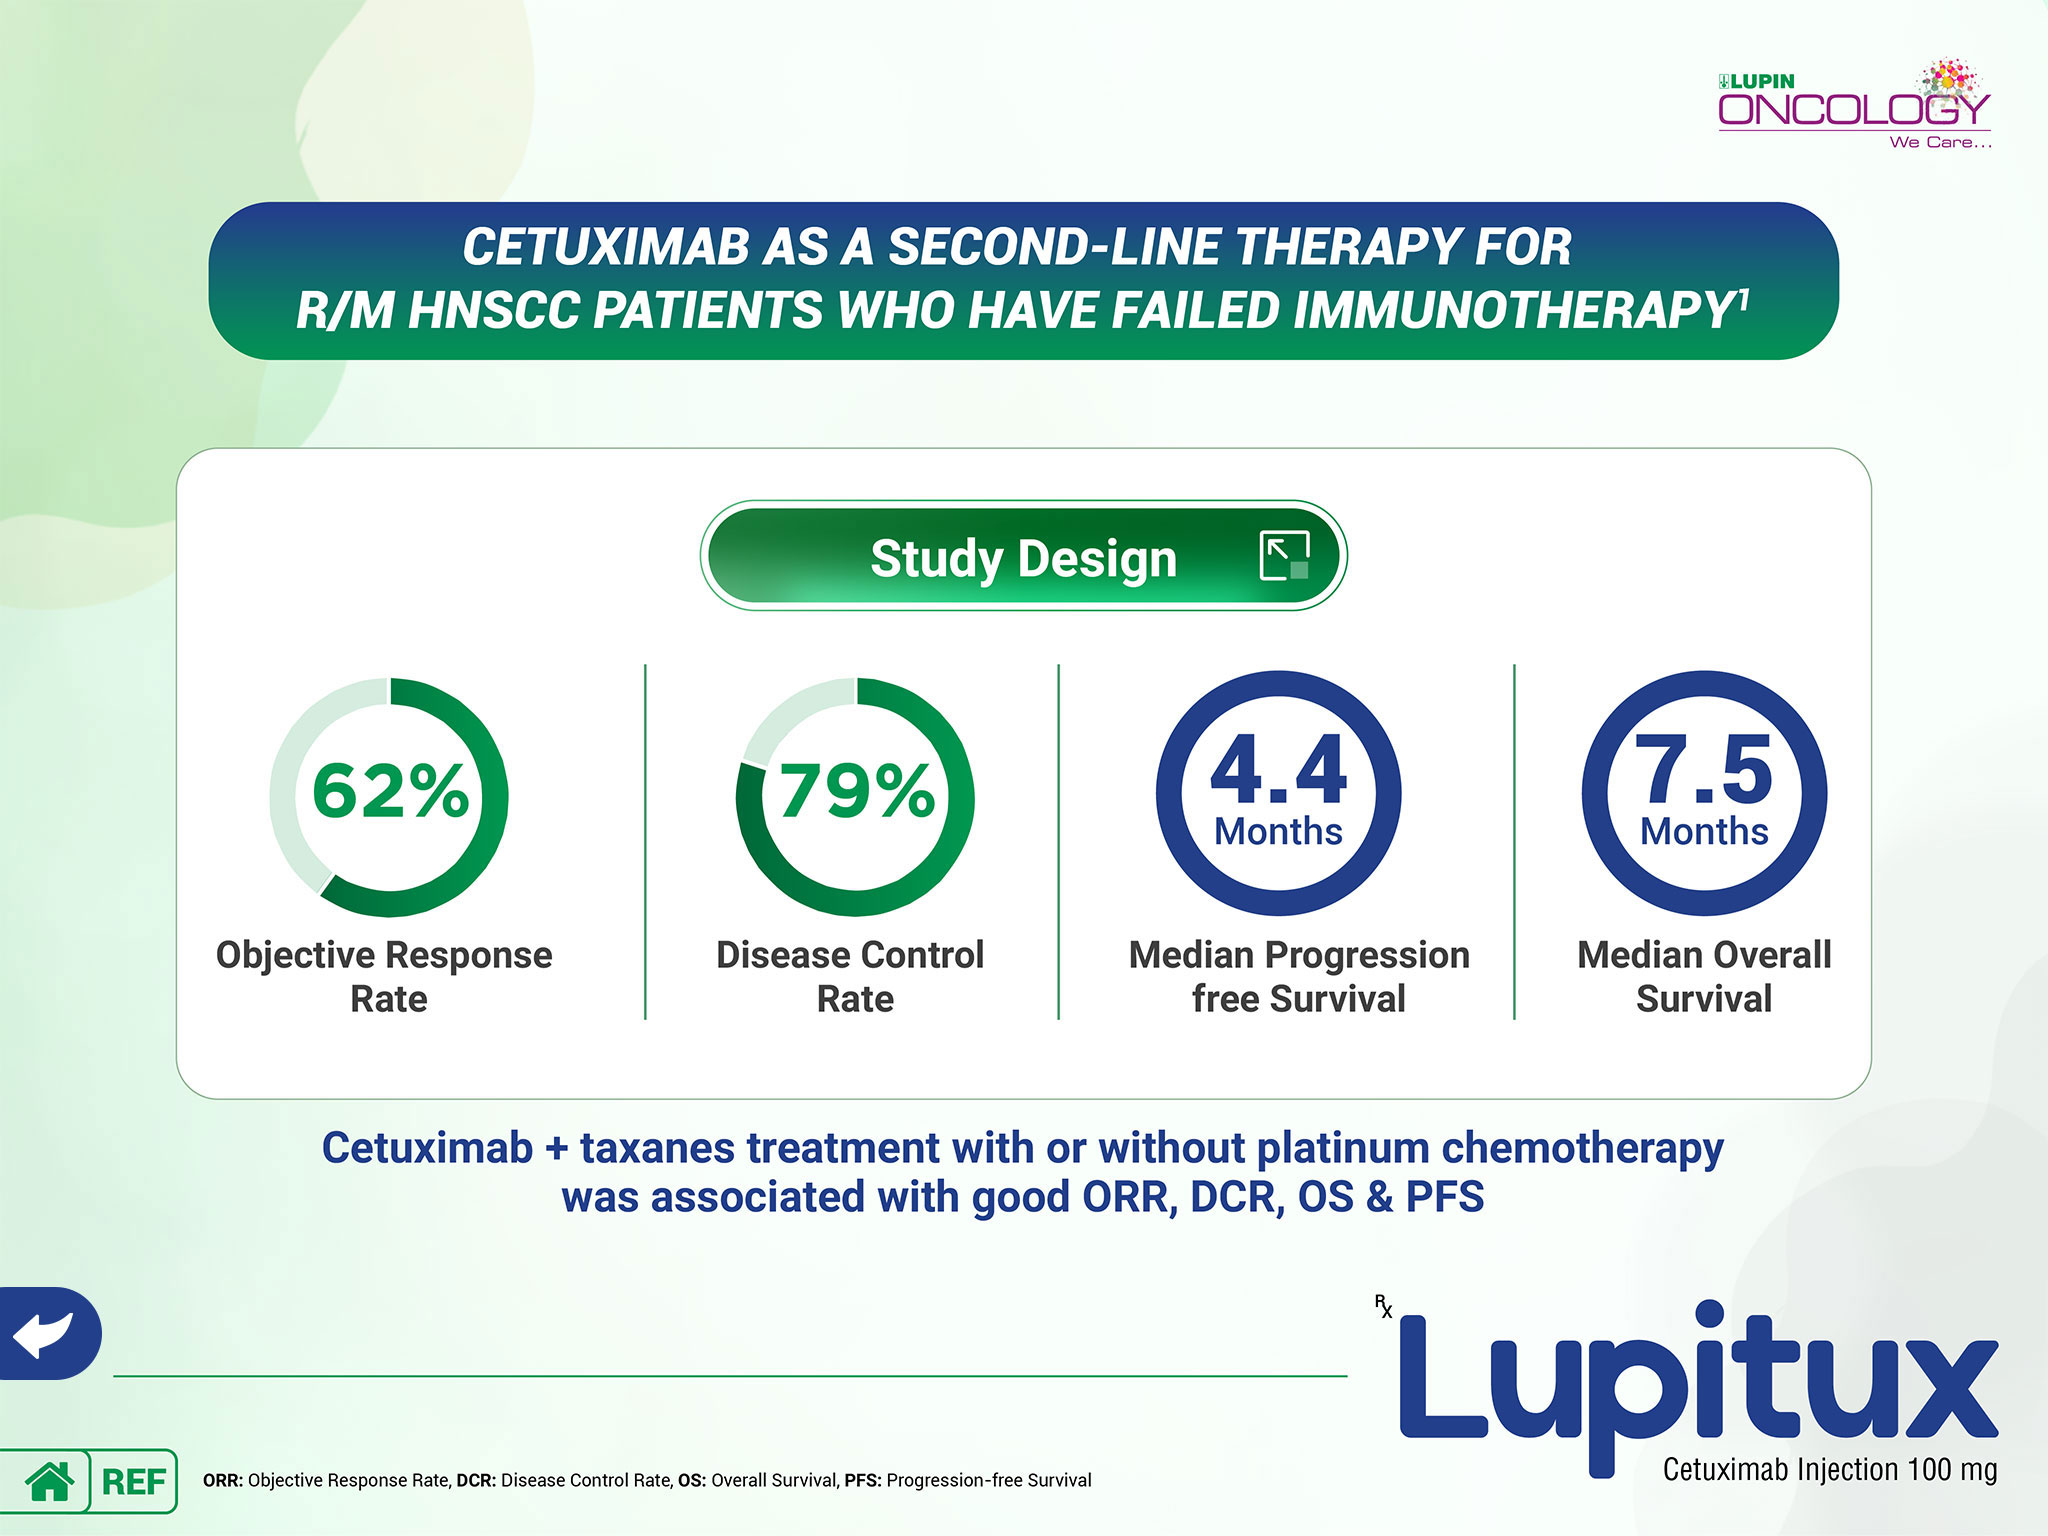 LUPIN
ONCOLOGY
We Care...
CETUXIMAB AS A SECOND-LINE THERAPY FOR
R/M HNSCC PATIENTS WHO HAVE FAILED IMMUNOTHERAPY¹
Study Design
62%
Objective Response
Rate
79%
Disease Control
Rate
4.4
Months
Median Progression
free Survival
7.5
Months
Median Overall
Survival
Cetuximab + taxanes treatment with or without platinum chemotherapy
was associated with good ORR, DCR, OS & PFS
Rx
Lupitux
Cetuximab Injection 100 mg
REF
ORR: Objective Response Rate, DCR: Disease Control Rate, OS: Overall Survival, PFS: Progression-free Survival